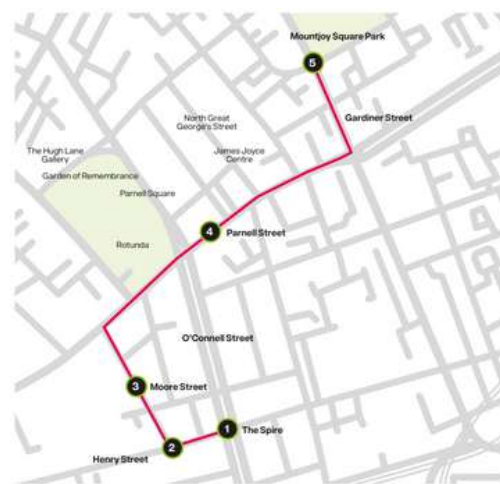 Mountjoy Square Park
5
Gardiner Street
North Great
George's Street
The Hugh Lane
Gallery
James Joyce
Centre
Garden of Remembrance
Parnell Square
4
Parnell Street
Rotunda
O'Connell Street
3
Moore Street
1
The Spire
2
Henry Street